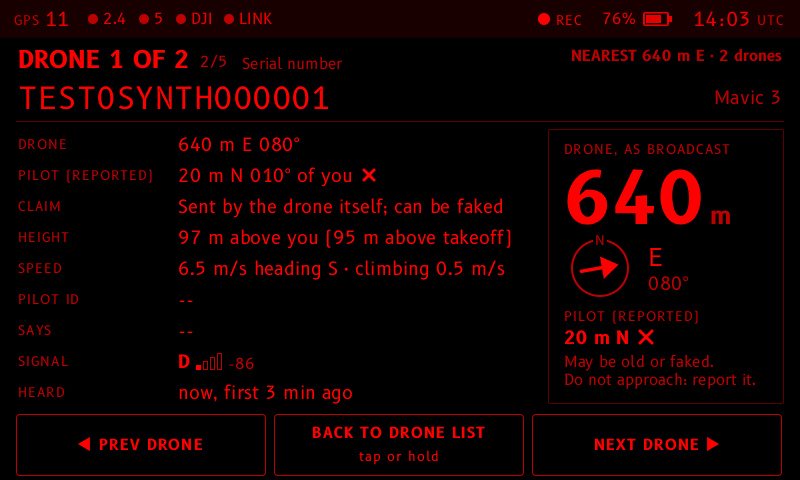 GPS 11 2.4 5 DJI LINK REC 76% 14:03 UTC
DRONE 1 OF 2 2/5 Serial number NEAREST 640 m E · 2 drones
TEST0SYNTH000001 Mavic 3
DRONE 640 m E 080°
PILOT [REPORTED] 20 m N 010° of you ✕
CLAIM Sent by the drone itself; can be faked
HEIGHT 97 m above you [95 m above takeoff]
SPEED 6.5 m/s heading S · climbing 0.5 m/s
PILOT ID --
SAYS --
SIGNAL D -86
HEARD now, first 3 min ago
DRONE, AS BROADCAST
640 m
N
E
080°
PILOT [REPORTED]
20 m N ✕
May be old or faked.
Do not approach: report it.
◀ PREV DRONE
BACK TO DRONE LIST
tap or hold
NEXT DRONE ▶